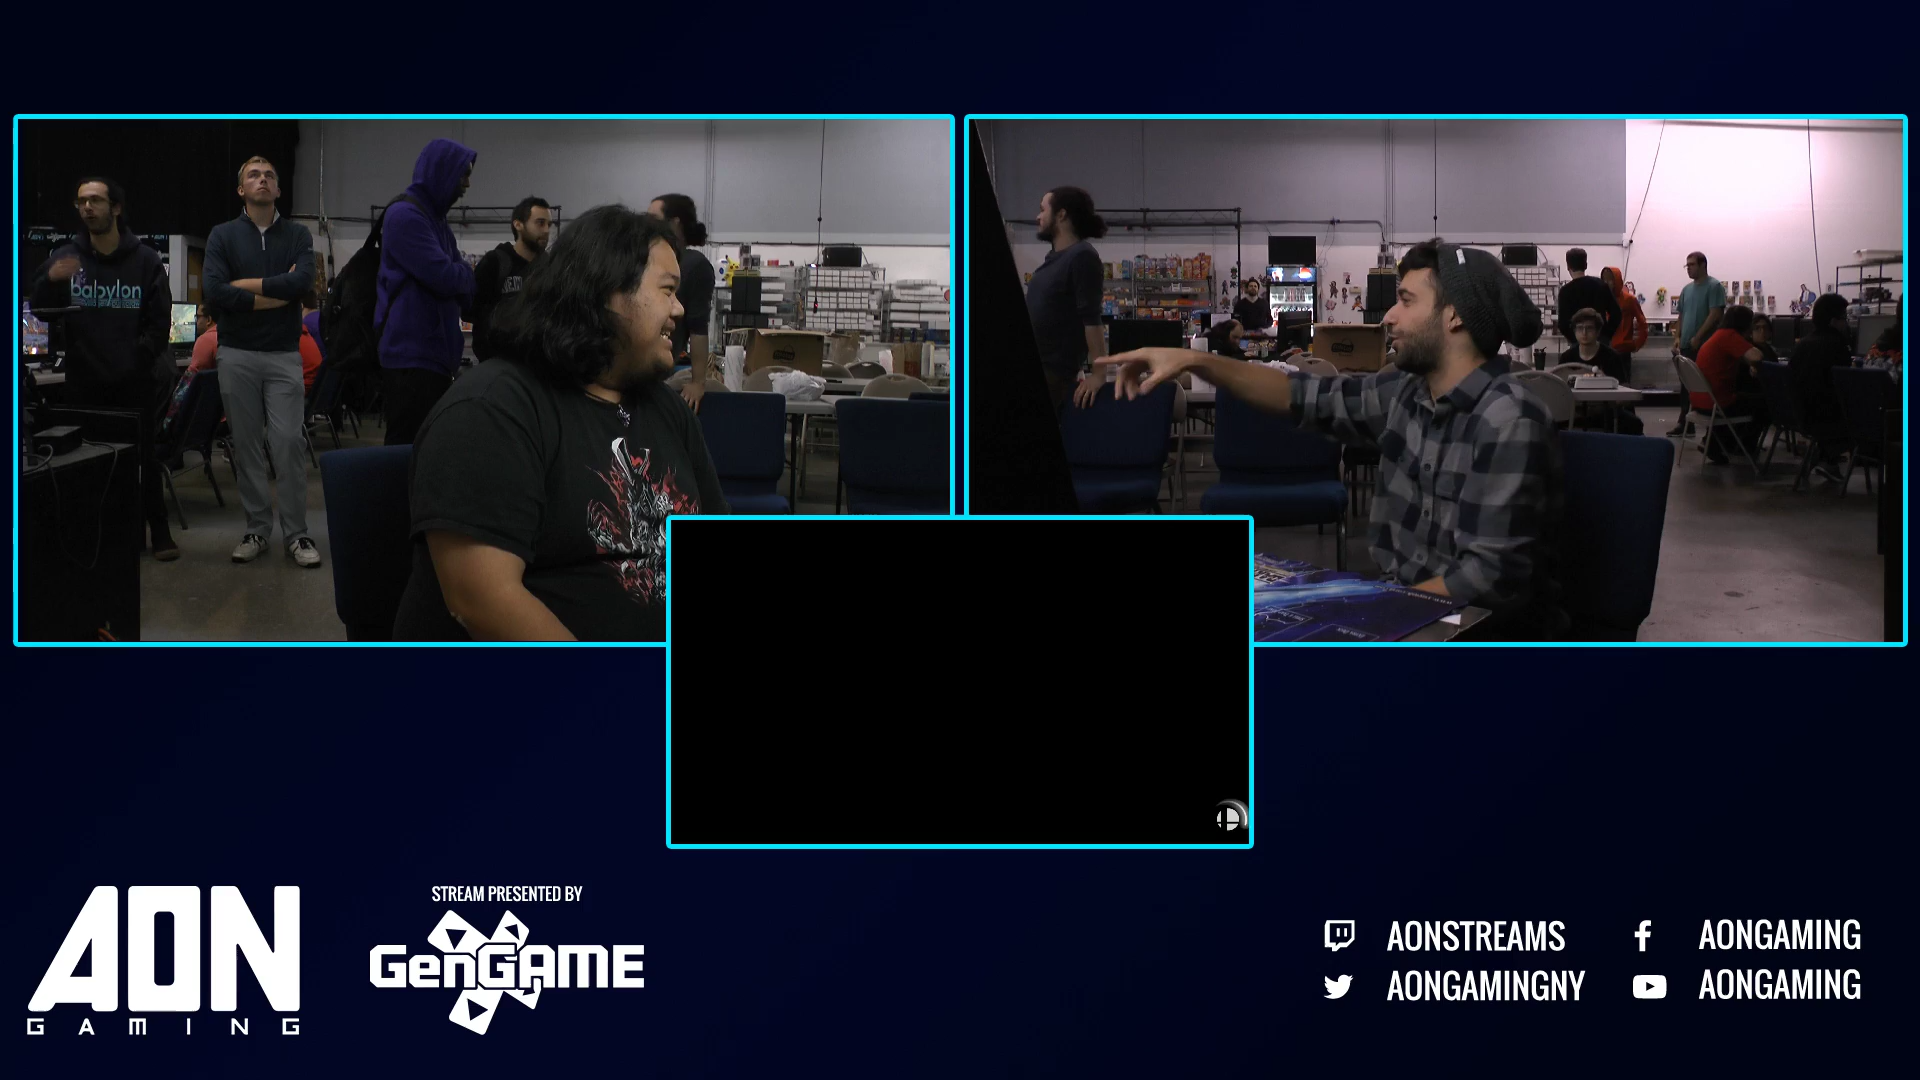 babylon
AON
GAMING
STREAM PRESENTED BY
GenGAME
AONSTREAMS
AONGAMING
AONGAMINGNY
AONGAMING